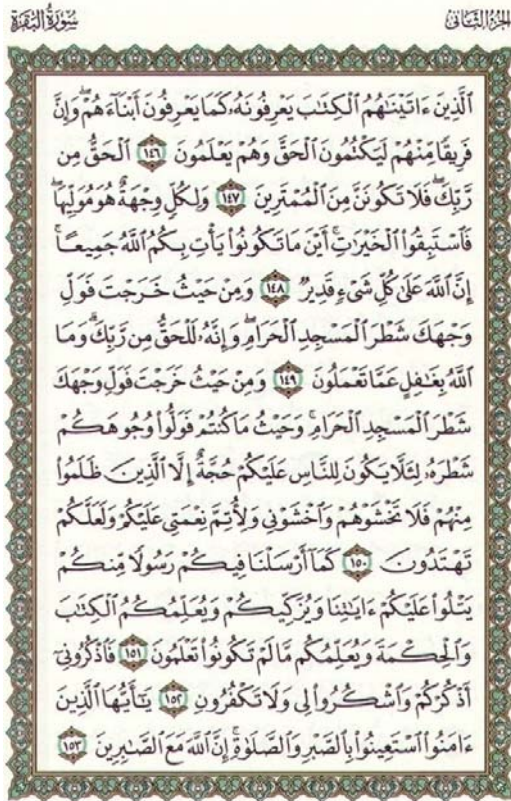 الجزء الثاني
سورة البقرة
ٱلَّذِينَ ءَاتَيْنَٰهُمُ ٱلْكِتَٰبَ يَعْرِفُونَهُۥ كَمَا يَعْرِفُونَ أَبْنَآءَهُمْۖ وَإِنَّ
فَرِيقًا مِّنْهُمْ لَيَكْتُمُونَ ٱلْحَقَّ وَهُمْ يَعْلَمُونَ ١٤٦ ٱلْحَقُّ مِن
رَّبِّكَۖ فَلَا تَكُونَنَّ مِنَ ٱلْمُمْتَرِينَ ١٤٧ وَلِكُلٍّ وِجْهَةٌ هُوَ مُوَلِّيهَاۖ
فَٱسْتَبِقُوا۟ ٱلْخَيْرَٰتِۚ أَيْنَ مَا تَكُونُوا۟ يَأْتِ بِكُمُ ٱللَّهُ جَمِيعًاۚ
إِنَّ ٱللَّهَ عَلَىٰ كُلِّ شَىْءٍ قَدِيرٌ ١٤٨ وَمِنْ حَيْثُ خَرَجْتَ فَوَلِّ
وَجْهَكَ شَطْرَ ٱلْمَسْجِدِ ٱلْحَرَامِۖ وَإِنَّهُۥ لَلْحَقُّ مِن رَّبِّكَۗ وَمَا
ٱللَّهُ بِغَٰفِلٍ عَمَّا تَعْمَلُونَ ١٤٩ وَمِنْ حَيْثُ خَرَجْتَ فَوَلِّ وَجْهَكَ
شَطْرَ ٱلْمَسْجِدِ ٱلْحَرَامِۚ وَحَيْثُ مَا كُنتُمْ فَوَلُّوا۟ وُجُوهَكُمْ
شَطْرَهُۥ لِئَلَّا يَكُونَ لِلنَّاسِ عَلَيْكُمْ حُجَّةٌ إِلَّا ٱلَّذِينَ ظَلَمُوا۟
مِنْهُمْ فَلَا تَخْشَوْهُمْ وَٱخْشَوْنِى وَلِأُتِمَّ نِعْمَتِى عَلَيْكُمْ وَلَعَلَّكُمْ
تَهْتَدُونَ ١٥٠ كَمَآ أَرْسَلْنَا فِيكُمْ رَسُولًا مِّنكُمْ
يَتْلُوا۟ عَلَيْكُمْ ءَايَٰتِنَا وَيُزَكِّيكُمْ وَيُعَلِّمُكُمُ ٱلْكِتَٰبَ
وَٱلْحِكْمَةَ وَيُعَلِّمُكُم مَّا لَمْ تَكُونُوا۟ تَعْلَمُونَ ١٥١ فَٱذْكُرُونِىٓ
أَذْكُرْكُمْ وَٱشْكُرُوا۟ لِى وَلَا تَكْفُرُونِ ١٥٢ يَٰٓأَيُّهَا ٱلَّذِينَ
ءَامَنُوا۟ ٱسْتَعِينُوا۟ بِٱلصَّبْرِ وَٱلصَّلَوٰةِۚ إِنَّ ٱللَّهَ مَعَ ٱلصَّٰبِرِينَ ١٥٣